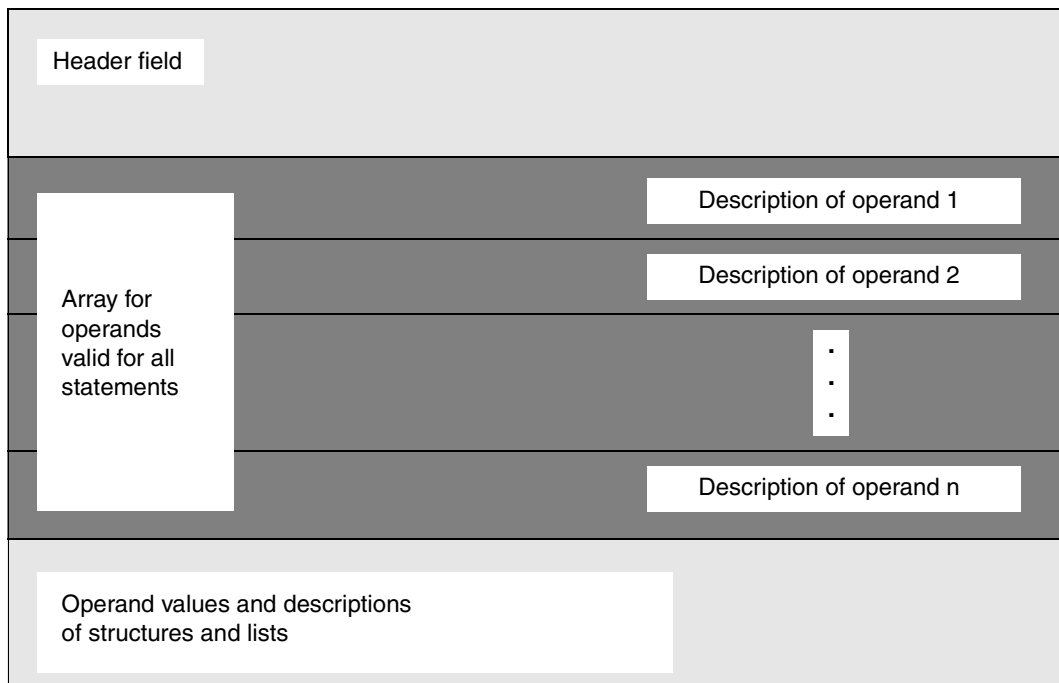 Header field
Description of operand 1
Description of operand 2
Array for
operands
valid for all
statements
.
.
.
Description of operand n
Operand values and descriptions
of structures and lists